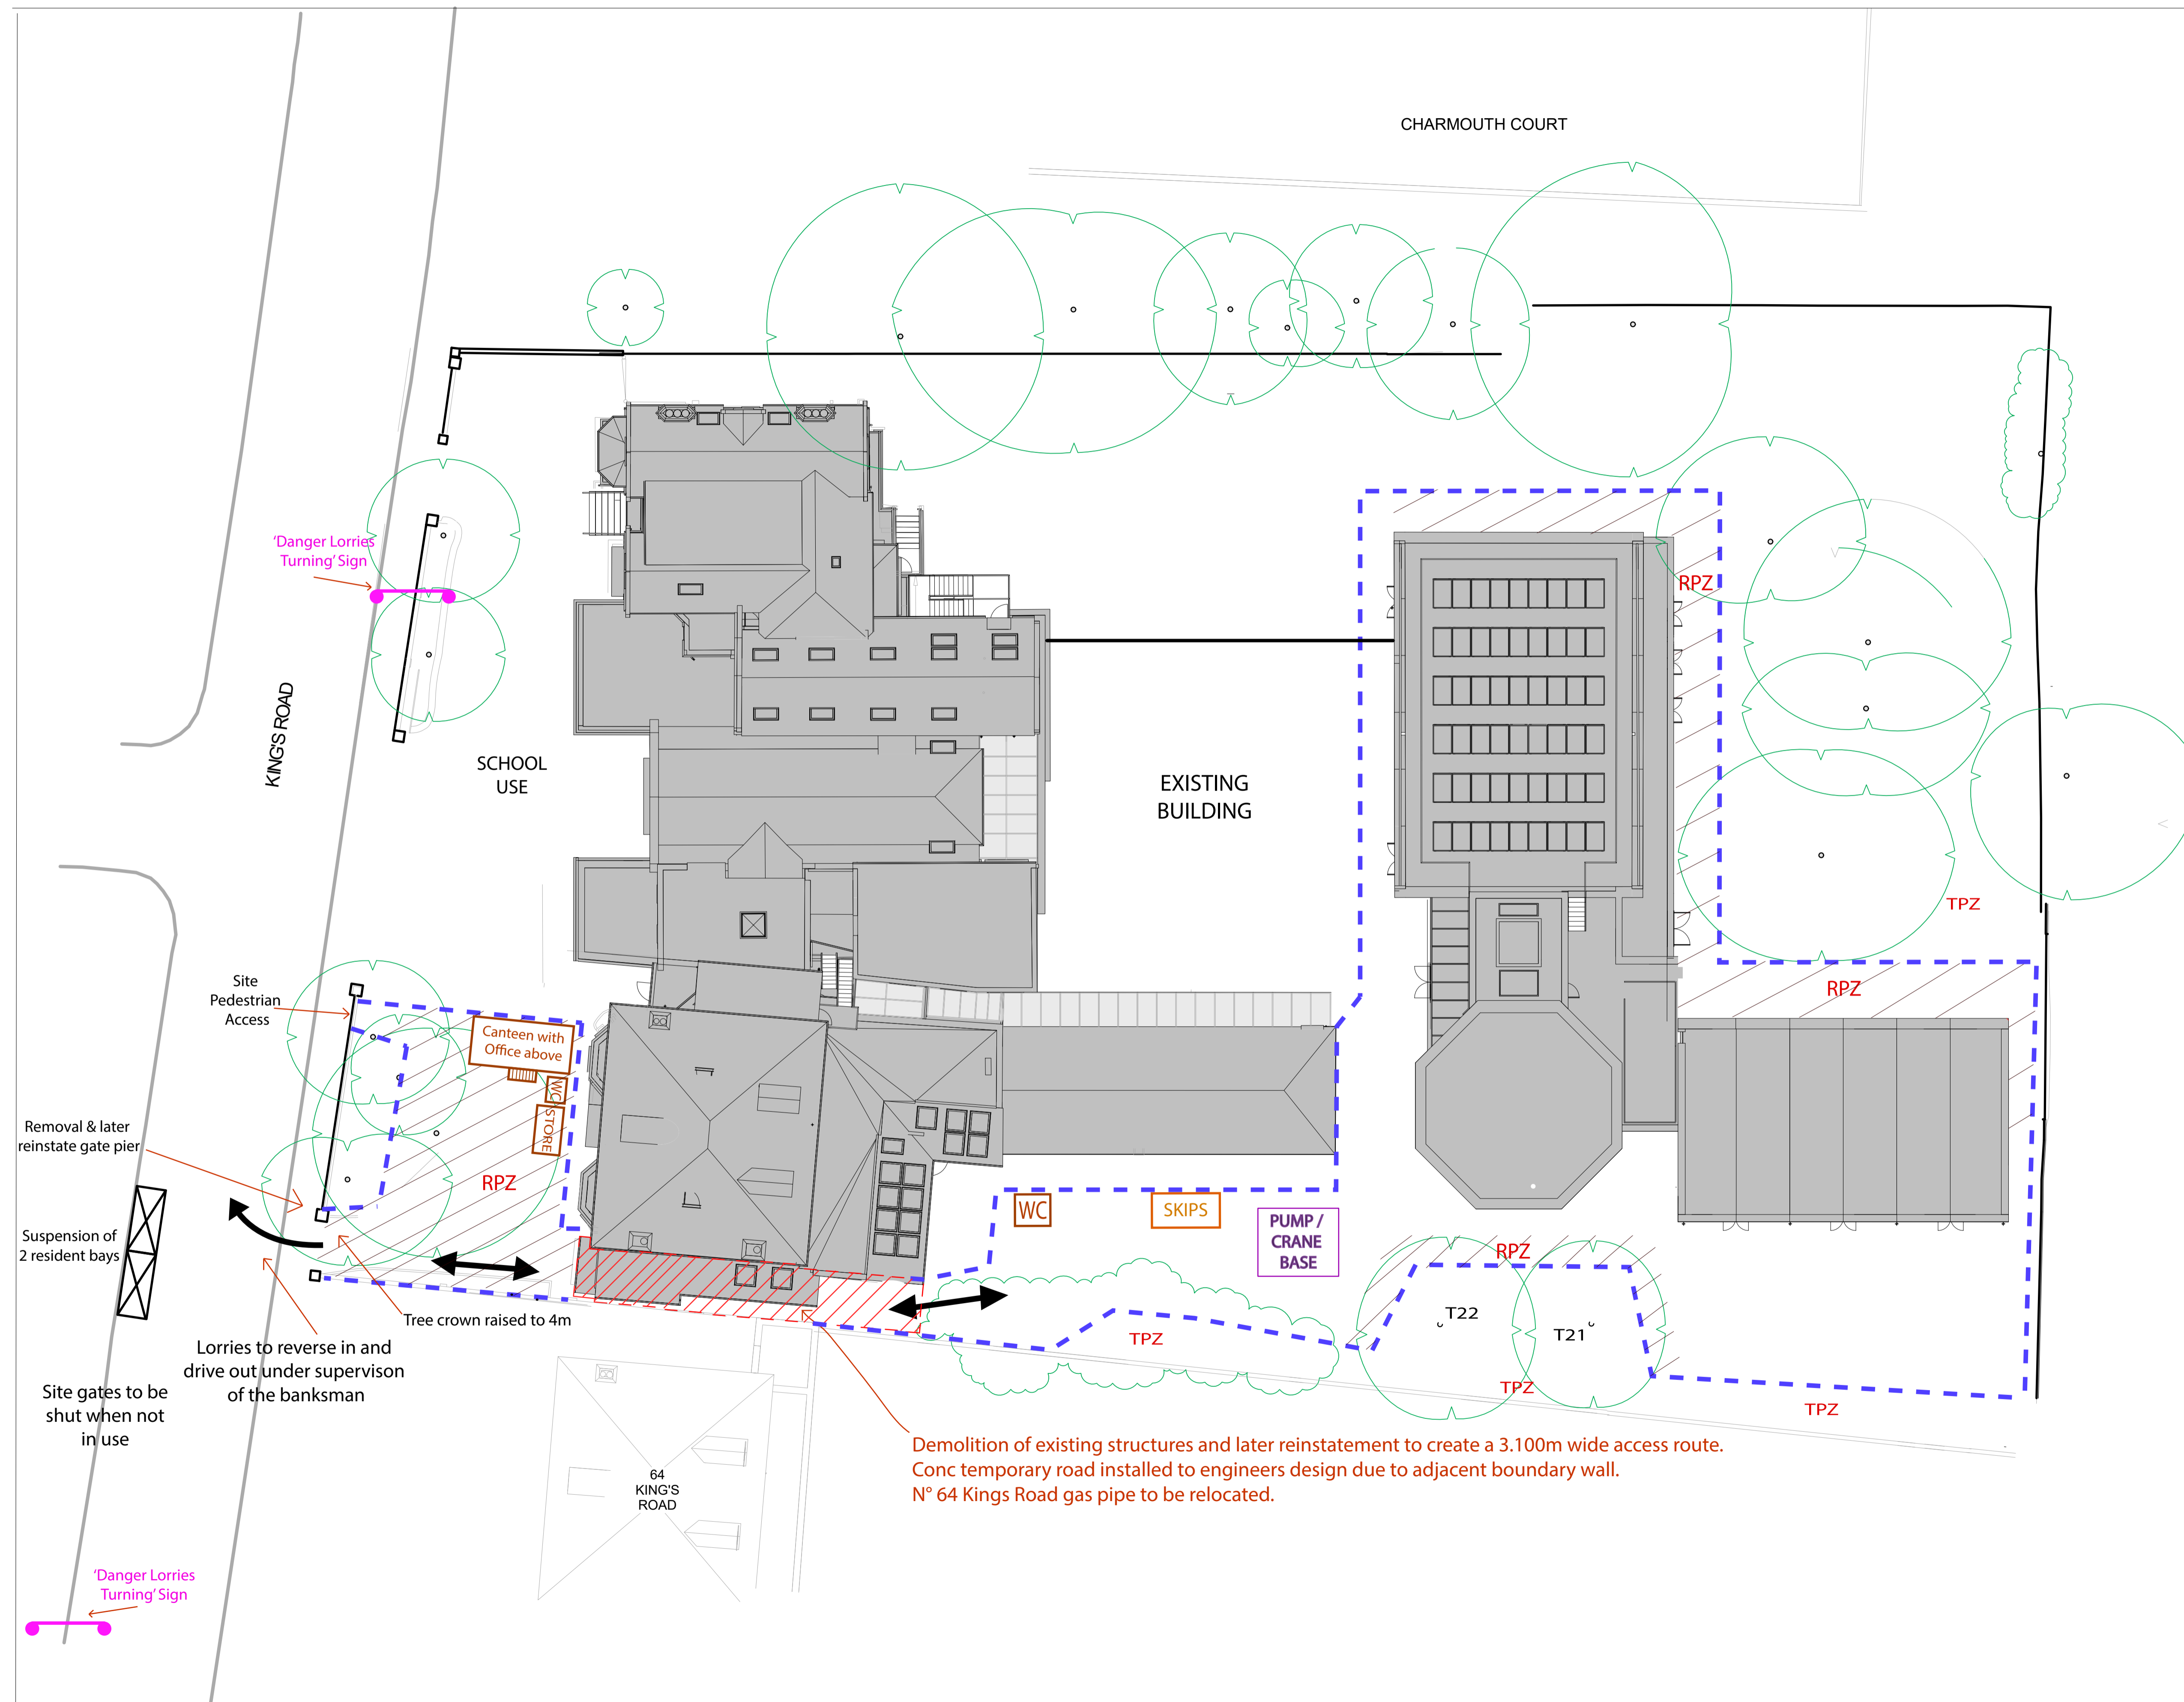 CHARMOUTH COURT
'Danger Lorries
Turning' Sign
RPZ
KING'S ROAD
SCHOOL
USE
EXISTING
BUILDING
TPZ
Site
Pedestrian
Access
RPZ
Canteen with
Office above
WC
STORE
Removal & later
reinstate gate pier
RPZ
WC
SKIPS
PUMP /
CRANE
BASE
Suspension of
2 resident bays
RPZ
Tree crown raised to 4m
T22
T21
TPZ
Lorries to reverse in and
drive out under supervison
of the banksman
TPZ
TPZ
Site gates to be
shut when not
in use
Demolition of existing structures and later reinstatement to create a 3.100m wide access route.
Conc temporary road installed to engineers design due to adjacent boundary wall.
N° 64 Kings Road gas pipe to be relocated.
64
KING'S
ROAD
'Danger Lorries
Turning' Sign